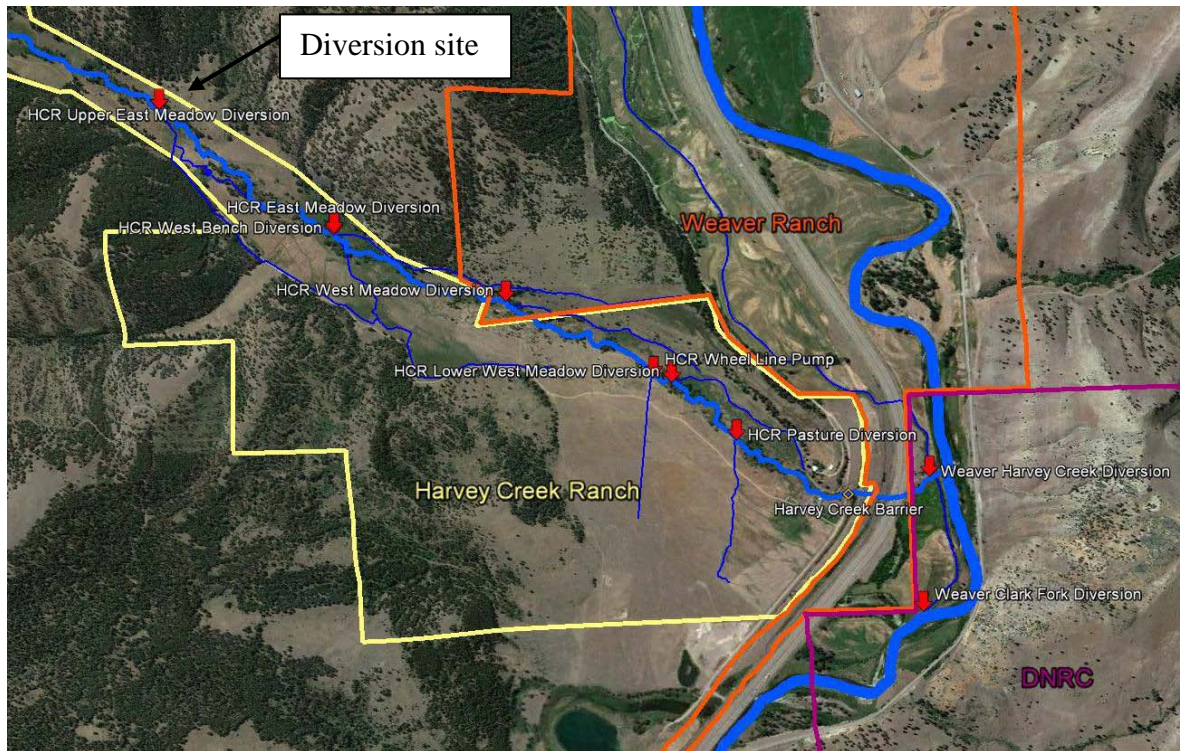 Diversion site
HCR Upper East Meadow Diversion
HCR East Meadow Diversion
HCR West Bench Diversion
Weaver Ranch
HCR West Meadow Diversion
HCR Wheel Line Pump
HCR Lower West Meadow Diversion
HCR Pasture Diversion
Weaver Harvey Creek Diversion
Harvey Creek Ranch
Harvey Creek Barrier
Weaver Clark Fork Diversion
DNRC